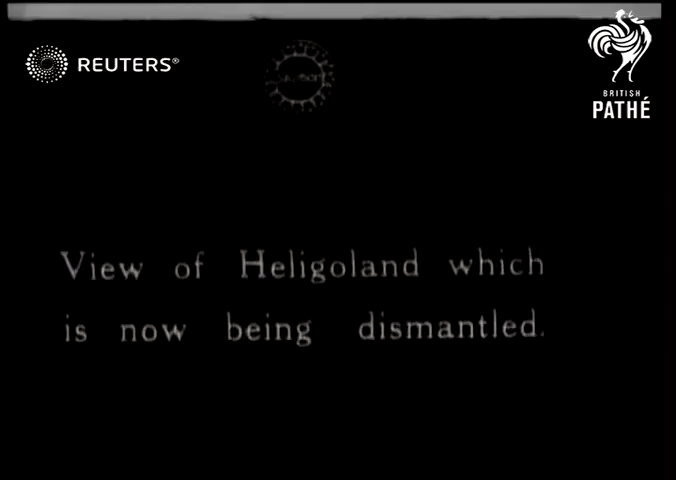 REUTERS®
BRITISH
PATHÉ
View of Heligoland which
is now being dismantled.